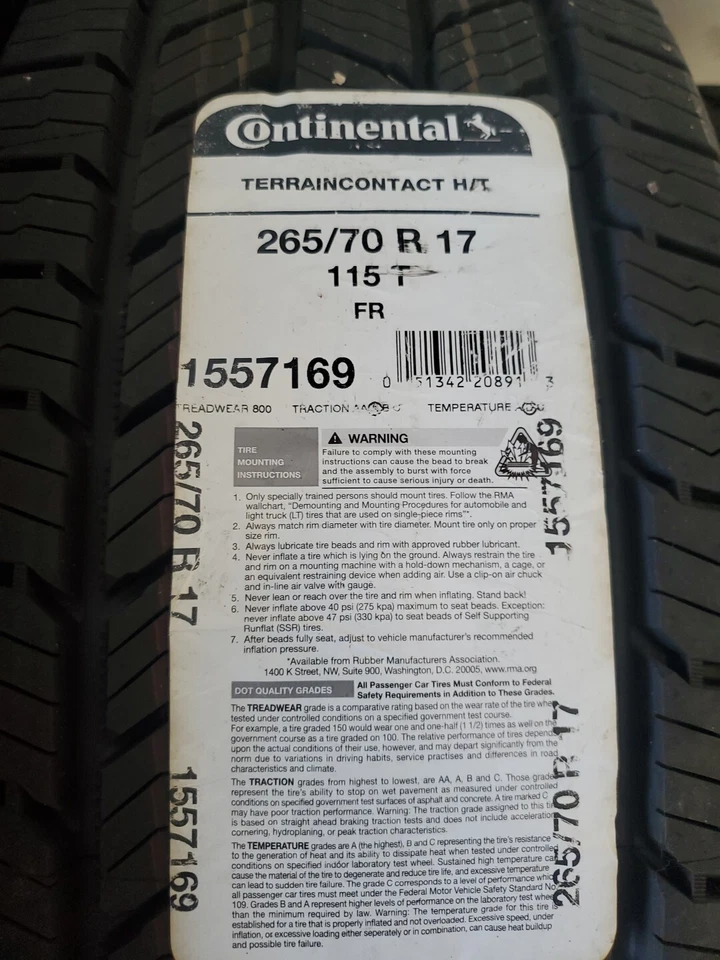 Continental
TERRAINCONTACT H/T
265/70 R 17
115 T
FR
1557169
0 51342 20891 3
TREADWEAR 800 TRACTION AA A B C TEMPERATURE A B C
265/70 R 17
1557169
TIRE
MOUNTING
INSTRUCTIONS
WARNING
Failure to comply with these mounting
instructions can cause the bead to break
and the assembly to burst with force
sufficient to cause serious injury or death.
1. Only specially trained persons should mount tires. Follow the RMA
wallchart, "Demounting and Mounting Procedures for automobile and
light truck (LT) tires that are used on single-piece rims"*.
2. Always match rim diameter with tire diameter. Mount tire only on proper
size rim.
3. Always lubricate tire beads and rim with approved rubber lubricant.
4. Never inflate a tire which is lying on the ground. Always restrain the tire
and rim on a mounting machine with a hold-down mechanism, a cage, or
an equivalent restraining device when adding air. Use a clip-on air chuck
and in-line air valve with gauge.
5. Never lean or reach over the tire and rim when inflating. Stand back!
6. Never inflate above 40 psi (275 kpa) maximum to seat beads. Exception:
never inflate above 47 psi (330 kpa) to seat beads of Self Supporting
Runflat (SSR) tires.
7. After beads fully seat, adjust to vehicle manufacturer's recommended
inflation pressure.
*Available from Rubber Manufacturers Association.
1400 K Street, NW, Suite 900, Washington, D.C. 20005, www.rma.org
DOT QUALITY GRADES
All Passenger Car Tires Must Conform to Federal
Safety Requirements in Addition to These Grades.
The TREADWEAR grade is a comparative rating based on the wear rate of the tire when
tested under controlled conditions on a specified government test course.
For example, a tire graded 150 would wear one and one-half (1 1/2) times as well on the
government course as a tire graded on 100. The relative performance of tires depend
upon the actual conditions of their use, however, and may depart significantly from the
norm due to variations in driving habits, service practises and differences in road
characteristics and climate.
The TRACTION grades from highest to lowest, are AA, A, B and C. Those grades
represent the tire's ability to stop on wet pavement as measured under controlled
conditions on specified government test surfaces of asphalt and concrete. A tire marked C
may have poor traction performance. Warning: The traction grade assigned to this tire
is based on straight ahead braking traction tests and does not include acceleration
cornering, hydroplaning, or peak traction characteristics.
The TEMPERATURE grades are A (the highest), B and C representing the tire's resistance
to the generation of heat and its ability to dissipate heat when tested under controlled
conditions on specified indoor laboratory test wheel. Sustained high temperature can
cause the material of the tire to degenerate and reduce tire life, and excessive temperature
can lead to sudden tire failure. The grade C corresponds to a level of performance which
all passenger car tires must meet under the Federal Motor Vehicle Safety Standard No
109. Grades B and A represent higher levels of performance on the laboratory test wheel
than the minimum required by law. Warning: The temperature grade for this tire is
established for a tire that is properly inflated and not overloaded. Excessive speed, under
inflation, or excessive loading either seperately or in combination, can cause heat buildup
and possible tire failure.
1557169
265/70 R 17